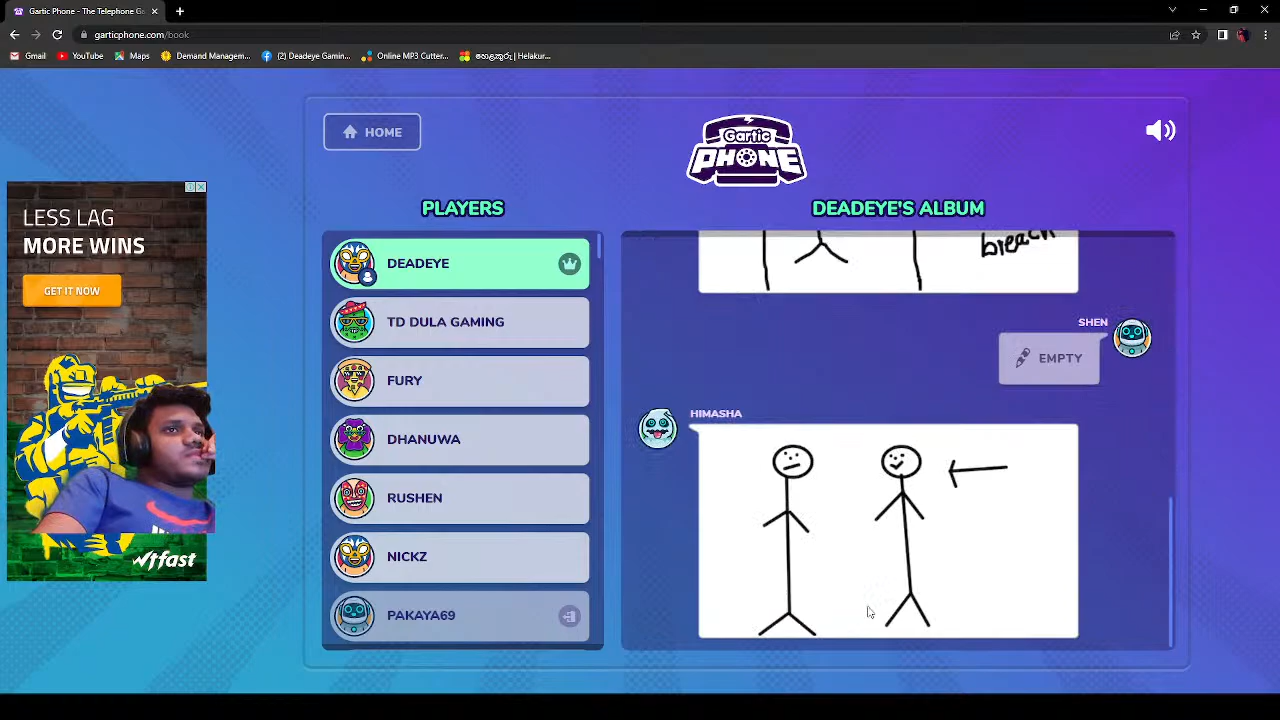 Gartic Phone - The Telephone Ga
garticphone.com/book
Gmail
YouTube
Maps
Demand Managem...
(2) Deadeye Gamin...
Online MP3 Cutter...
| Helakur...
HOME
Gartic
PHONE
LESS LAG
MORE WINS
GET IT NOW
wtfast
PLAYERS
DEADEYE
TD DULA GAMING
FURY
DHANUWA
RUSHEN
NICKZ
PAKAYA69
DEADEYE'S ALBUM
breach
SHEN
EMPTY
HIMASHA